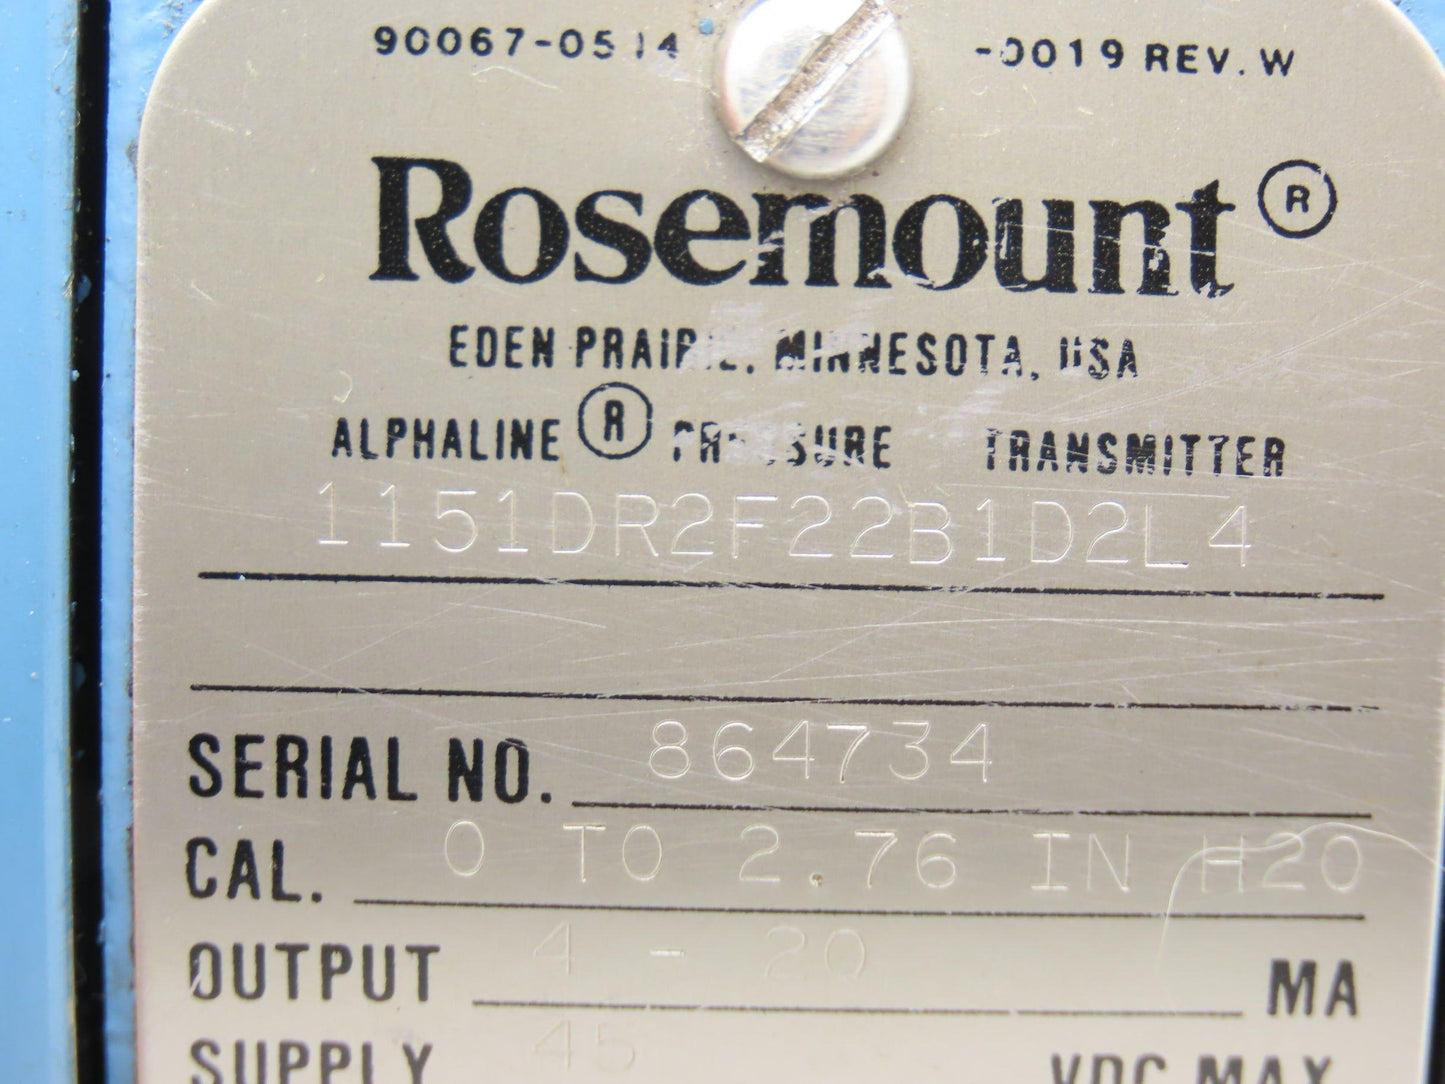 90067-0514 -0019 REV. W
Rosemount ®
EDEN PRAIRIE, MINNESOTA, USA
ALPHALINE ® PRESSURE TRANSMITTER
1151DR2F22B1D2L4
SERIAL NO. 864734
CAL. 0 TO 2.76 IN H2O
OUTPUT 4 - 20 MA
SUPPLY 45 VDC MAX.